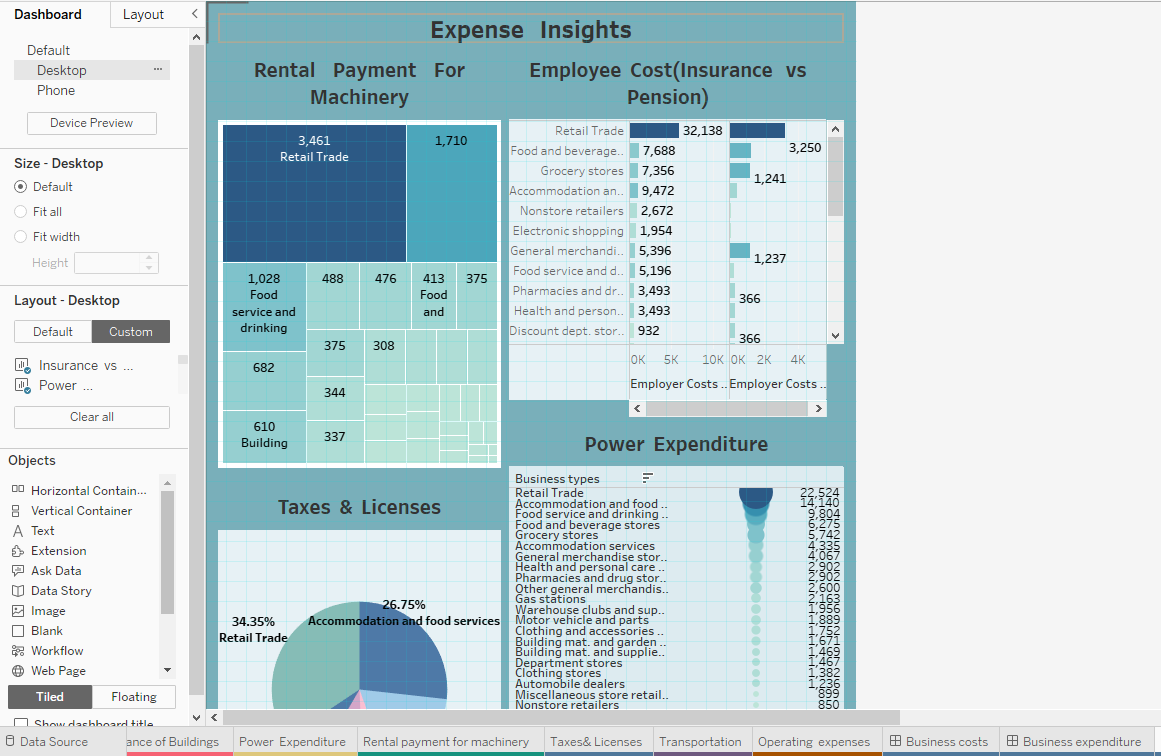 Dashboard
Layout
Default
Desktop
Phone
Device Preview
Size - Desktop
Default
Fit all
Fit width
Height
Layout - Desktop
Default
Custom
Insurance vs ...
Power ...
Clear all
Objects
Horizontal Contain...
Vertical Container
Text
Extension
Ask Data
Data Story
Image
Blank
Workflow
Web Page
Tiled
Floating
Show dashboard title
Expense Insights
Rental Payment For
Machinery
3,461
Retail Trade
1,710
1,028
Food
service and
drinking
488
476
413
Food
and
375
682
375
308
344
610
Building
337
Taxes & Licenses
26.75%
Accommodation and food services
34.35%
Retail Trade
Employee Cost(Insurance vs
Pension)
Retail Trade 32,138 3,250
Food and beverage.. 7,688
Grocery stores 7,356 1,241
Accommodation an.. 9,472
Nonstore retailers 2,672
Electronic shopping 1,954
General merchandi.. 5,396 1,237
Food service and d.. 5,196
Pharmacies and dr.. 3,493 366
Health and person.. 3,493
Discount dept. stor.. 932 366
0K 5K 10K 0K 2K 4K
Employer Costs .. Employer Costs ..
Power Expenditure
Business types
Retail Trade 22,524
Accommodation and food .. 14,140
Food service and drinking .. 9,804
Food and beverage stores 6,275
Grocery stores 5,742
Accommodation services 4,335
General merchandise stor.. 4,067
Health and personal care .. 2,902
Pharmacies and drug stor.. 2,902
Other general merchandis.. 2,600
Gas stations 2,163
Warehouse clubs and sup.. 1,956
Motor vehicle and parts 1,889
Clothing and accessories .. 1,752
Building mat. and garden .. 1,671
Building mat. and supplie.. 1,469
Department stores 1,467
Clothing stores 1,382
Automobile dealers 1,236
Miscellaneous store retail.. 899
Nonstore retailers 850
Data Source
ance of Buildings
Power Expenditure
Rental payment for machinery
Taxes& Licenses
Transportation
Operating expenses
Business costs
Business expenditure